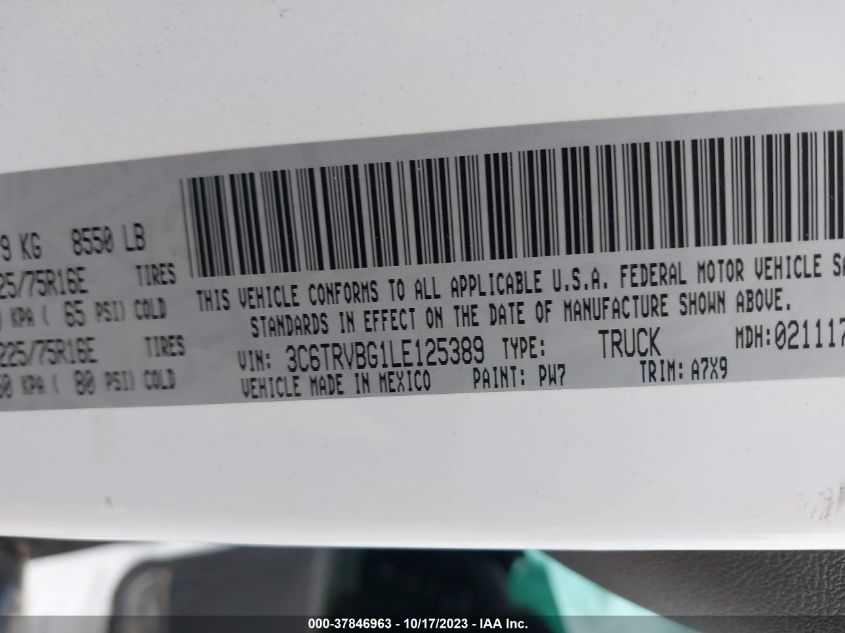 9 KG 8550 LB
25/75R16E TIRES
KPA ( 65 PSI) COLD
225/75R16E TIRES
50 KPA ( 80 PSI) COLD
THIS VEHICLE CONFORMS TO ALL APPLICABLE U.S.A. FEDERAL MOTOR VEHICLE SA
STANDARDS IN EFFECT ON THE DATE OF MANUFACTURE SHOWN ABOVE.
VIN: 3C6TRVBG1LE125389 TYPE: TRUCK MDH: 021117
VEHICLE MADE IN MEXICO PAINT: PW7 TRIM: A7X9
000-37846963 - 10/17/2023 - IAA Inc.